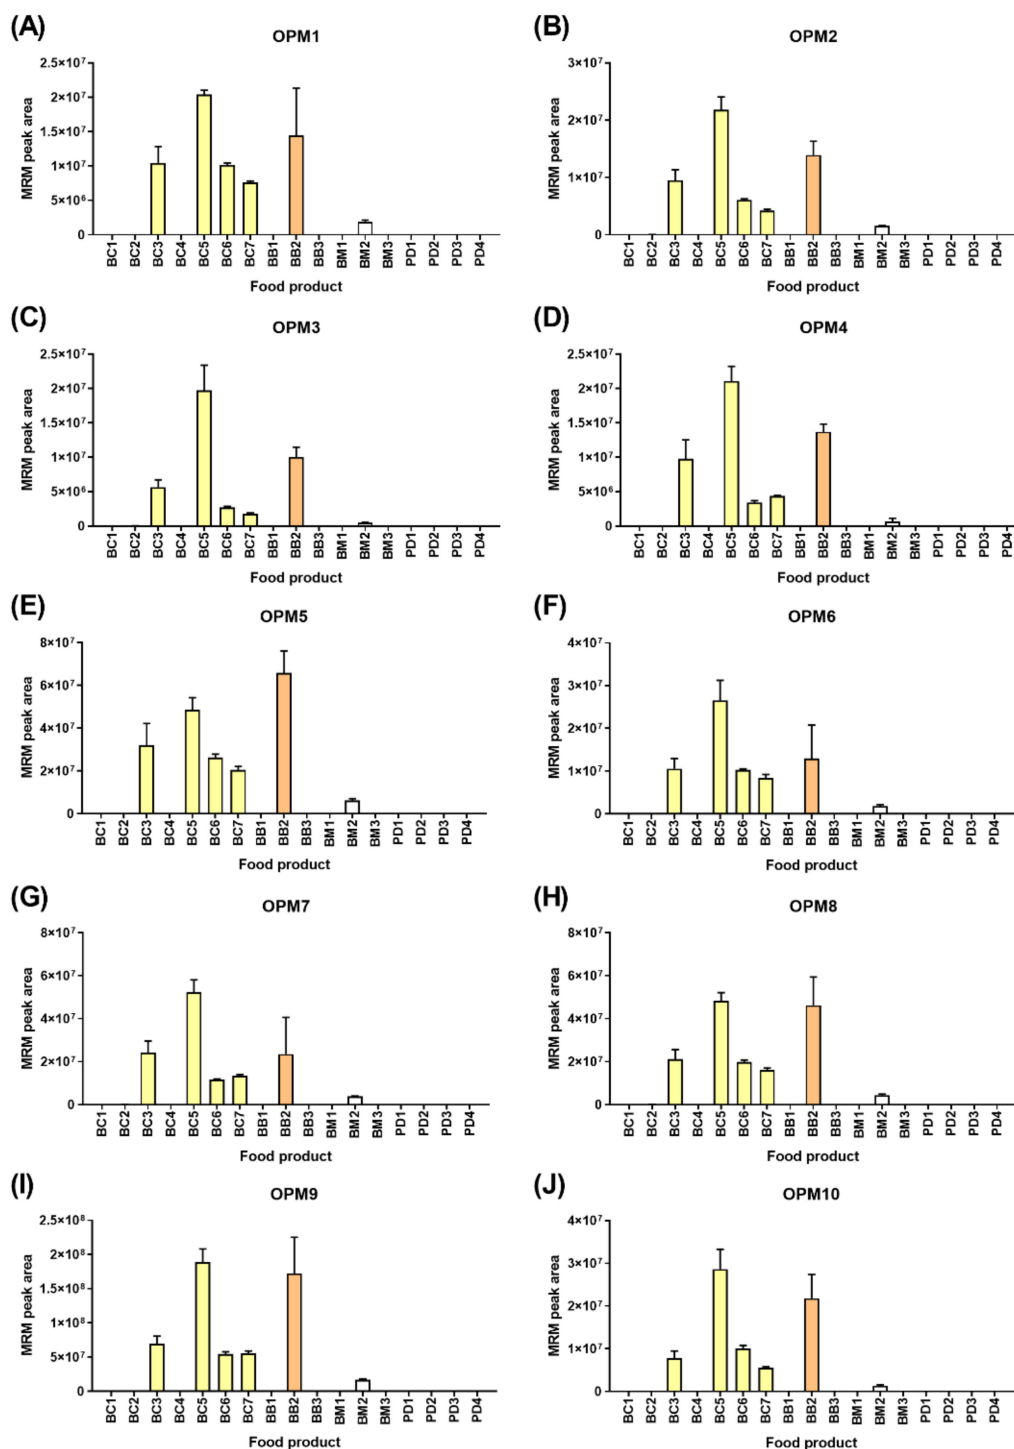 (A)
OPM1
MRM peak area
2.5×10⁷
2×10⁷
1.5×10⁷
1×10⁷
5×10⁶
0
BC1 BC2 BC3 BC4 BC5 BC6 BC7 BB1 BB2 BB3 BM1 BM2 BM3 PD1 PD2 PD3 PD4
Food product
(B)
OPM2
MRM peak area
3×10⁷
2×10⁷
1×10⁷
0
BC1 BC2 BC3 BC4 BC5 BC6 BC7 BB1 BB2 BB3 BM1 BM2 BM3 PD1 PD2 PD3 PD4
Food product
(C)
OPM3
MRM peak area
2.5×10⁷
2×10⁷
1.5×10⁷
1×10⁷
5×10⁶
0
BC1 BC2 BC3 BC4 BC5 BC6 BC7 BB1 BB2 BB3 BM1 BM2 BM3 PD1 PD2 PD3 PD4
Food product
(D)
OPM4
MRM peak area
2.5×10⁷
2×10⁷
1.5×10⁷
1×10⁷
5×10⁶
0
BC1 BC2 BC3 BC4 BC5 BC6 BC7 BB1 BB2 BB3 BM1 BM2 BM3 PD1 PD2 PD3 PD4
Food product
(E)
OPM5
MRM peak area
8×10⁷
6×10⁷
4×10⁷
2×10⁷
0
BC1 BC2 BC3 BC4 BC5 BC6 BC7 BB1 BB2 BB3 BM1 BM2 BM3 PD1 PD2 PD3 PD4
Food product
(F)
OPM6
MRM peak area
4×10⁷
3×10⁷
2×10⁷
1×10⁷
0
BC1 BC2 BC3 BC4 BC5 BC6 BC7 BB1 BB2 BB3 BM1 BM2 BM3 PD1 PD2 PD3 PD4
Food product
(G)
OPM7
MRM peak area
8×10⁷
6×10⁷
4×10⁷
2×10⁷
0
BC1 BC2 BC3 BC4 BC5 BC6 BC7 BB1 BB2 BB3 BM1 BM2 BM3 PD1 PD2 PD3 PD4
Food product
(H)
OPM8
MRM peak area
8×10⁷
6×10⁷
4×10⁷
2×10⁷
0
BC1 BC2 BC3 BC4 BC5 BC6 BC7 BB1 BB2 BB3 BM1 BM2 BM3 PD1 PD2 PD3 PD4
Food product
(I)
OPM9
MRM peak area
2.5×10⁸
2×10⁸
1.5×10⁸
1×10⁸
5×10⁷
0
BC1 BC2 BC3 BC4 BC5 BC6 BC7 BB1 BB2 BB3 BM1 BM2 BM3 PD1 PD2 PD3 PD4
Food product
(J)
OPM10
MRM peak area
4×10⁷
3×10⁷
2×10⁷
1×10⁷
0
BC1 BC2 BC3 BC4 BC5 BC6 BC7 BB1 BB2 BB3 BM1 BM2 BM3 PD1 PD2 PD3 PD4
Food product